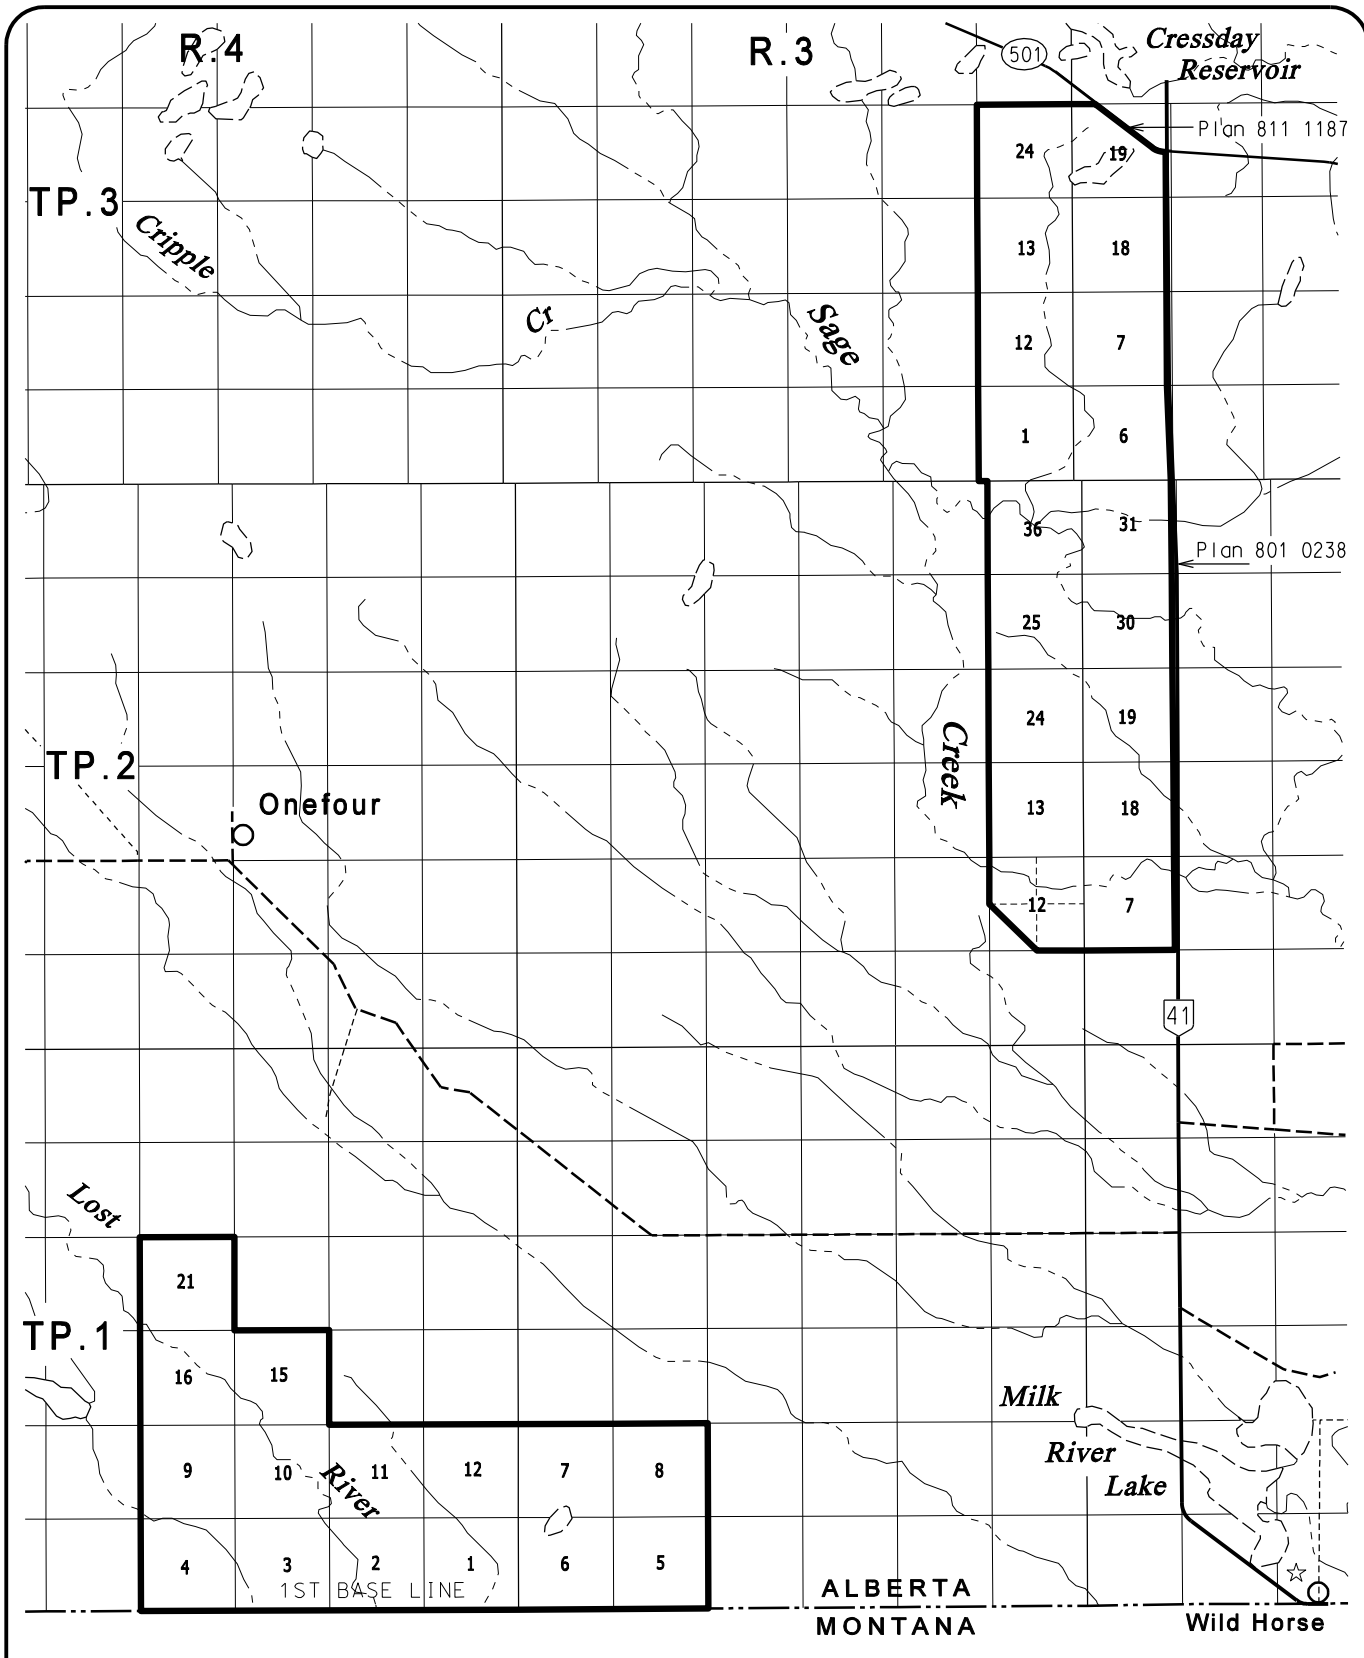 R.4
R.3
501
Cressday
Reservoir
Plan 811 1187
24 19
TP.3
Cripple
13 18
Cr
Sage
12 7
1 6
36 31
Plan 801 0238
25 30
24 19
Creek
TP.2
Onefour
13 18
12 7
41
Lost
21
TP.1
16 15
Milk
River
Lake
9 10 River 11 12 7 8
4 3 2 1 6 5
1ST BASE LINE
ALBERTA
MONTANA
Wild Horse